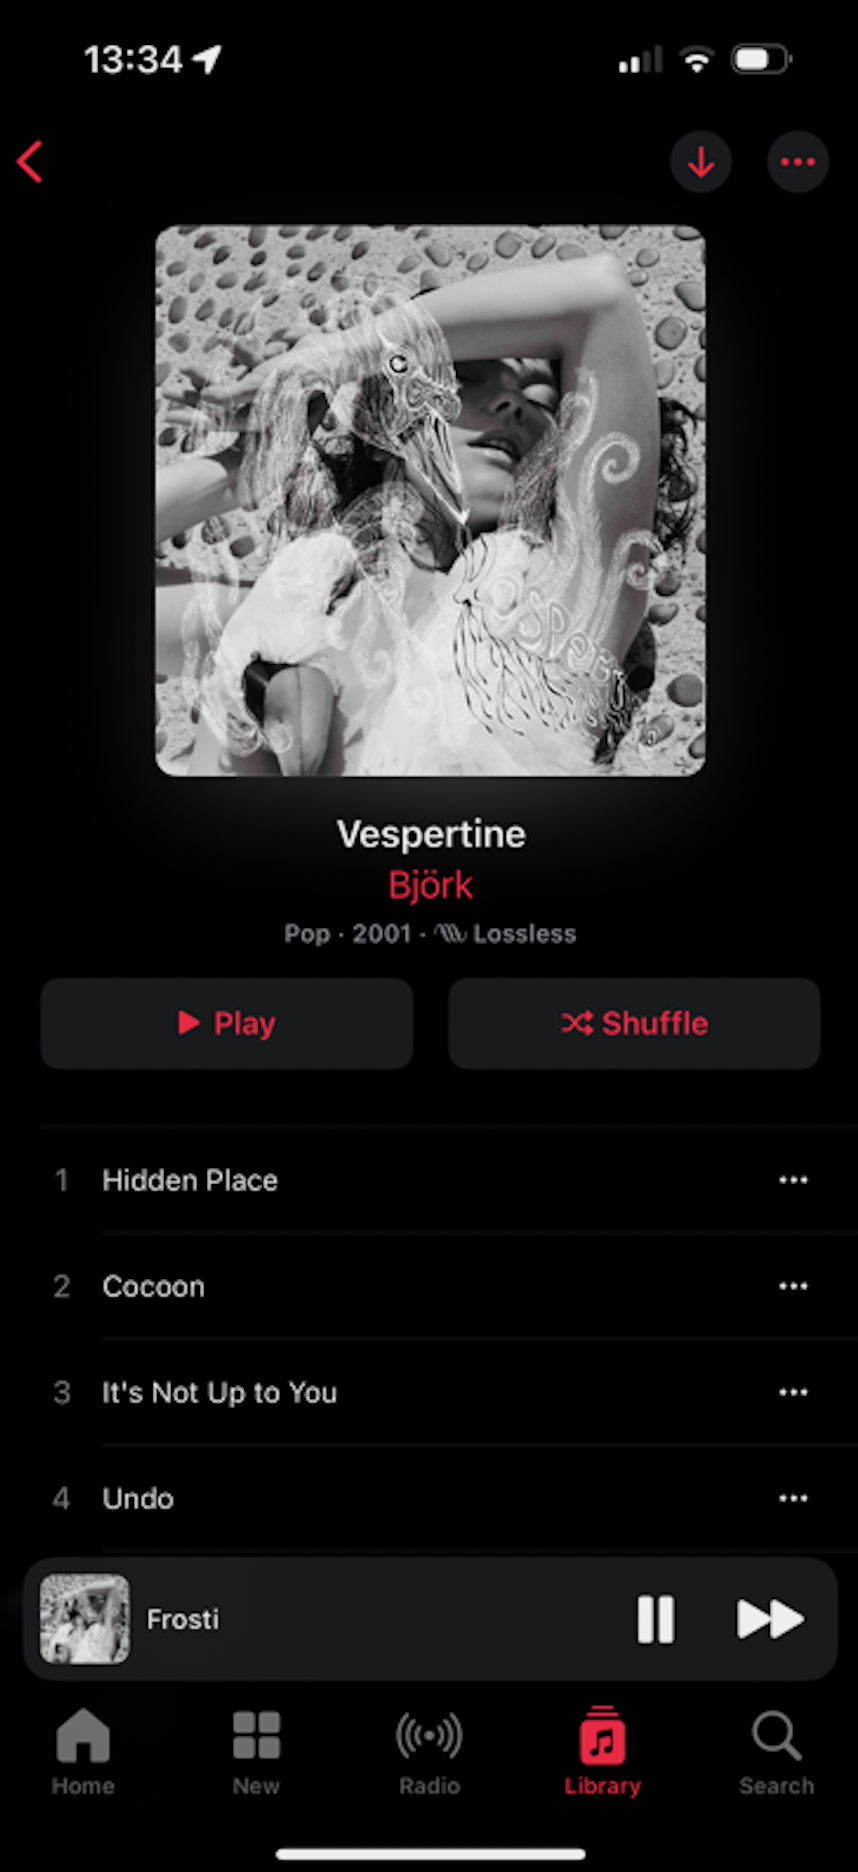 13:34
Vespertine
Björk
Pop · 2001 · Lossless
Play
Shuffle
1 Hidden Place
2 Cocoon
3 It's Not Up to You
4 Undo
Frosti
Home
New
Radio
Library
Search